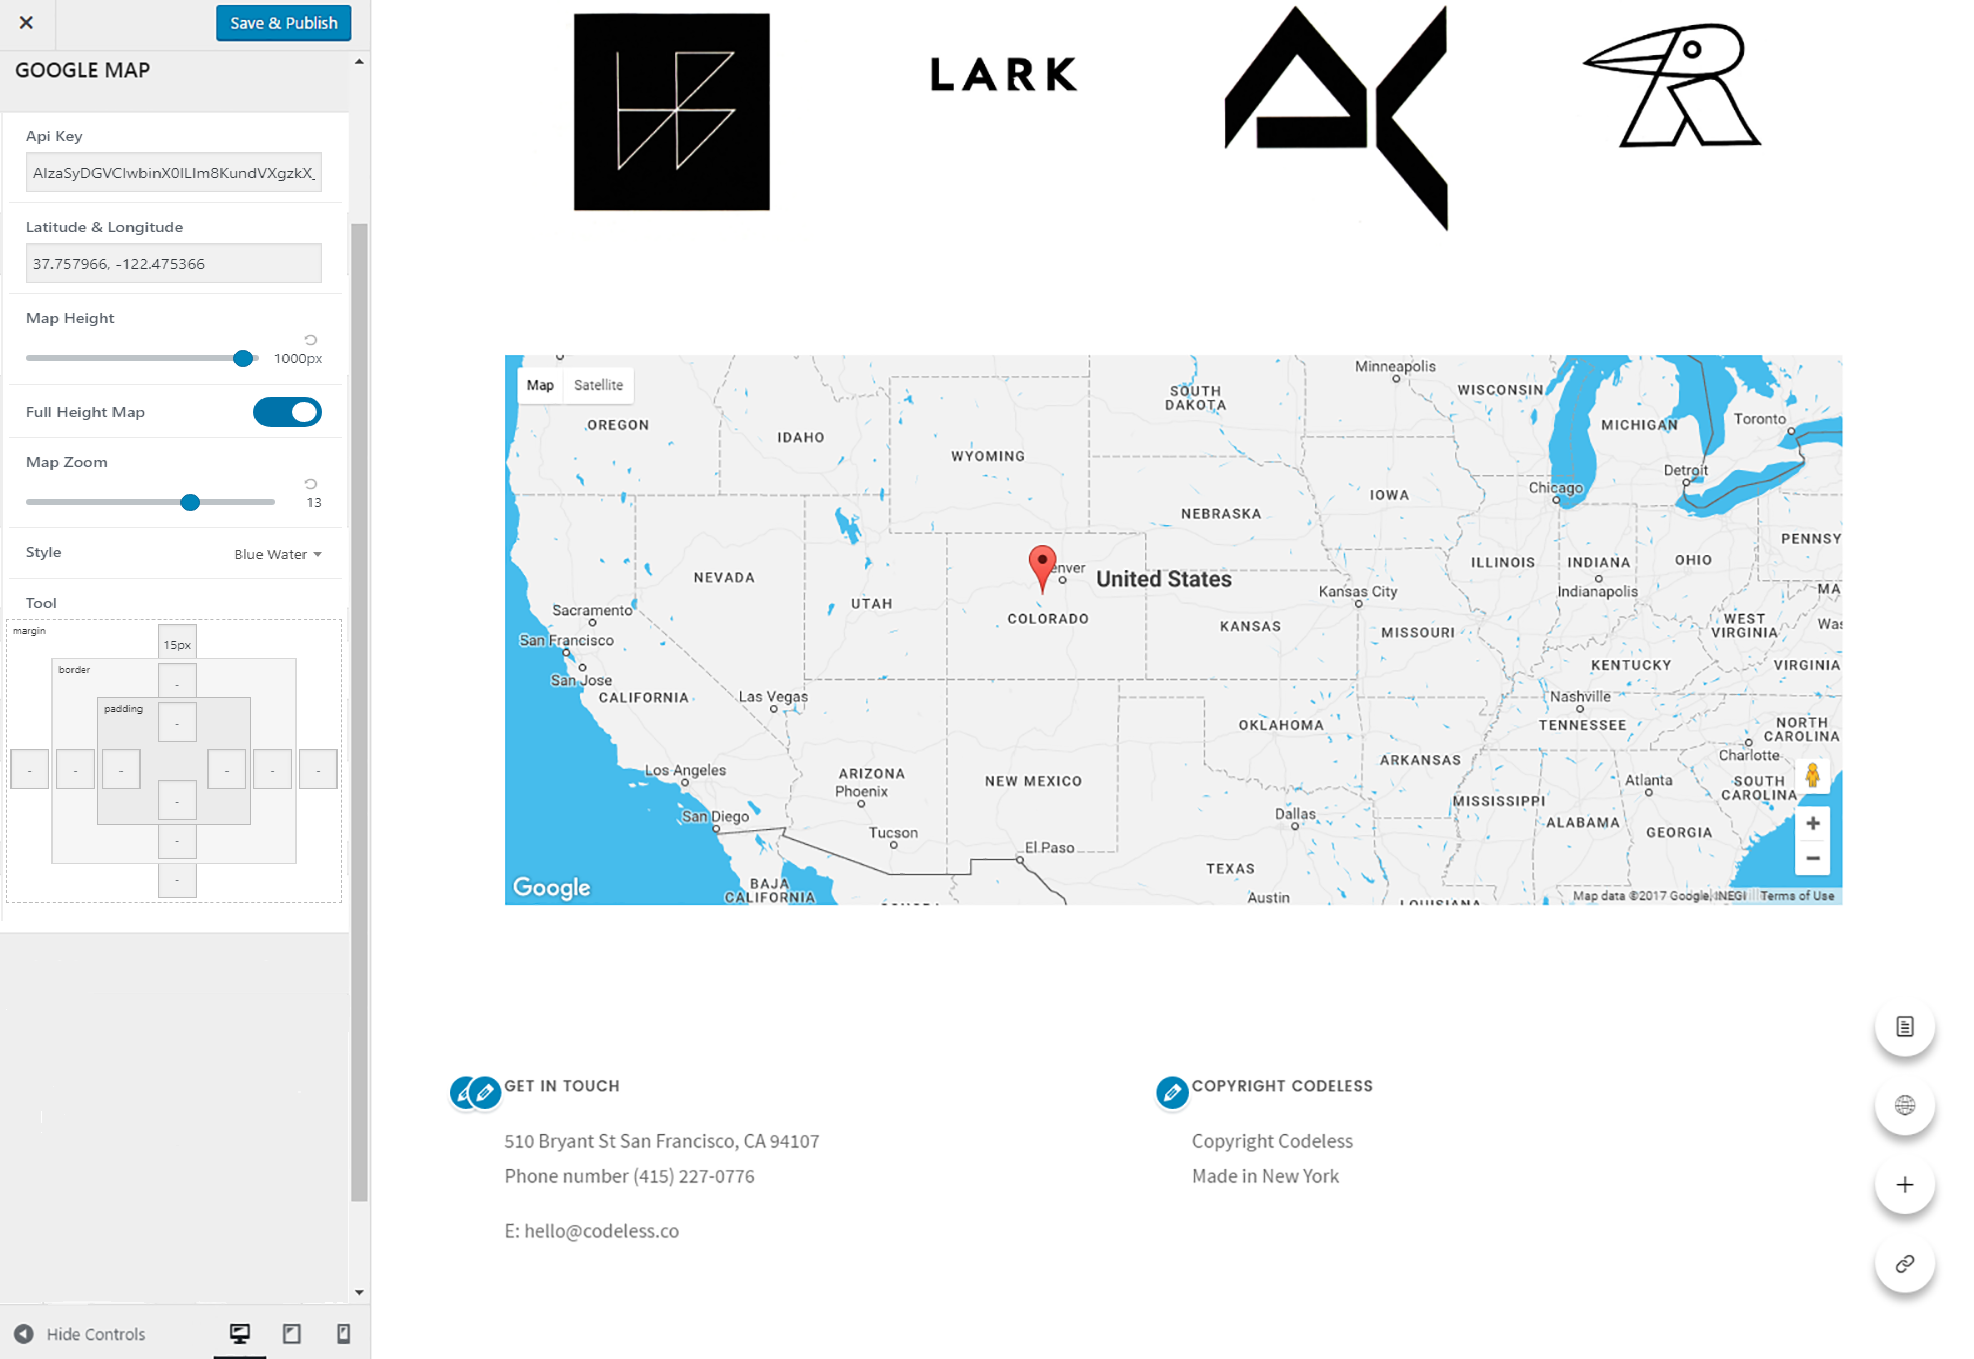 Save & Publish
GOOGLE MAP
Api Key
Latitude & Longitude
37.757966, -122.475366
Map Height
1000px
Full Height Map
Map Zoom
13
Style
Blue Water
Tool
margin
15px
border
-
padding
-
- - - - - -
-
-
-
Hide Controls
LARK
Map Satellite
Minneapolis
SOUTH DAKOTA
WISCONSIN
OREGON
IDAHO
MICHIGAN
Toronto
WYOMING
Detroit
IOWA
Chicago
NEBRASKA
PENNSY
ILLINOIS
INDIANA
OHIO
enver
United States
NEVADA
UTAH
Kansas City
Indianapolis
MA
Sacramento
COLORADO
KANSAS
MISSOURI
WEST VIRGINIA
Was
San Francisco
KENTUCKY
VIRGINIA
San Jose
CALIFORNIA
Las Vegas
Nashville
TENNESSEE
OKLAHOMA
NORTH CAROLINA
Charlotte
Los Angeles
ARIZONA
Phoenix
NEW MEXICO
ARKANSAS
Atlanta
SOUTH CAROLINA
MISSISSIPPI
San Diego
Dallas
ALABAMA
GEORGIA
Tucson
El Paso
TEXAS
BAJA CALIFORNIA
Austin
Google
Map data ©2017 Google, INEGI Terms of Use
GET IN TOUCH
510 Bryant St San Francisco, CA 94107
Phone number (415) 227-0776
E: hello@codeless.co
COPYRIGHT CODELESS
Copyright Codeless
Made in New York